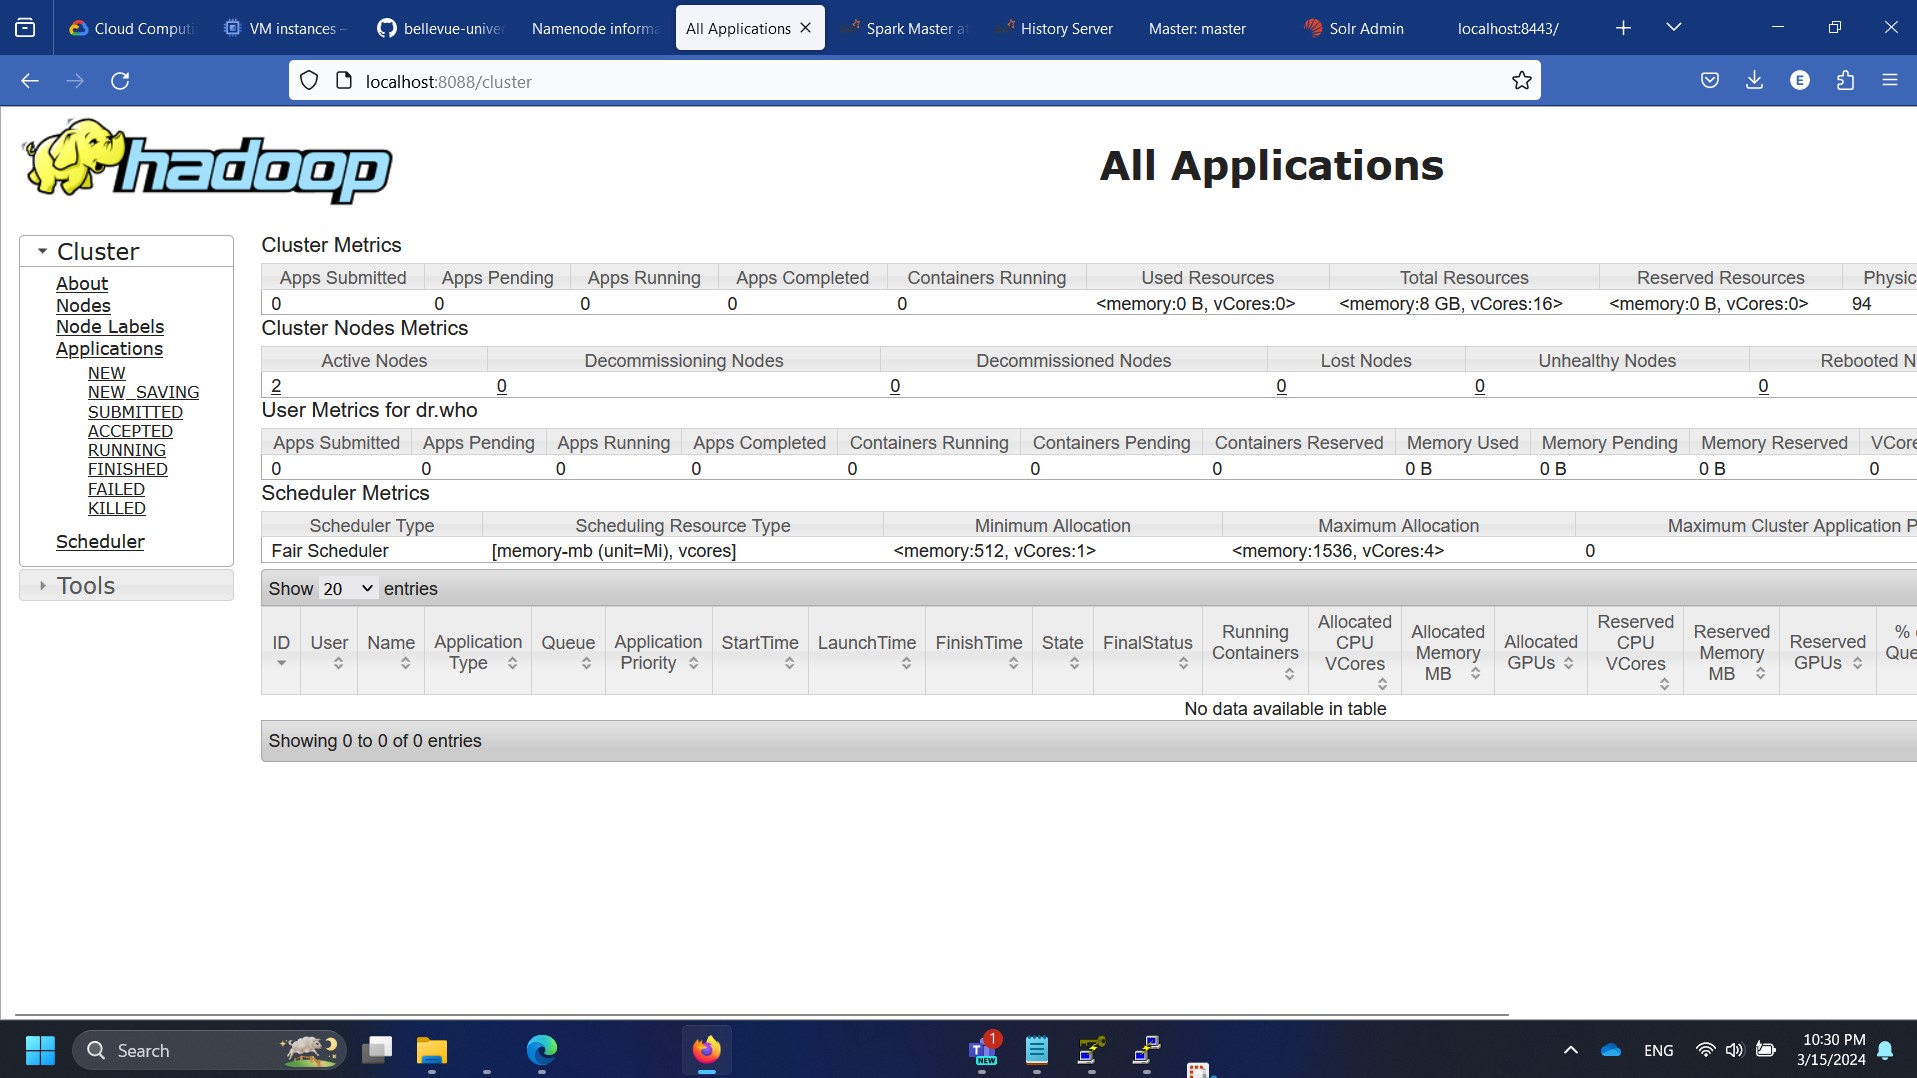 Cloud Computi
VM instances –
bellevue-unive
Namenode informa
All Applications
Spark Master a
History Server
Master: master
Solr Admin
localhost:8443/
localhost:8088/cluster
E
hadoop
All Applications
Cluster
About
Nodes
Node Labels
Applications
NEW
NEW_SAVING
SUBMITTED
ACCEPTED
RUNNING
FINISHED
FAILED
KILLED
Scheduler
Tools
Cluster Metrics
Apps Submitted Apps Pending Apps Running Apps Completed Containers Running Used Resources Total Resources Reserved Resources Physic
0 0 0 0 0 <memory:0 B, vCores:0> <memory:8 GB, vCores:16> <memory:0 B, vCores:0> 94
Cluster Nodes Metrics
Active Nodes Decommissioning Nodes Decommissioned Nodes Lost Nodes Unhealthy Nodes Rebooted N
2 0 0 0 0 0
User Metrics for dr.who
Apps Submitted Apps Pending Apps Running Apps Completed Containers Running Containers Pending Containers Reserved Memory Used Memory Pending Memory Reserved VCore
0 0 0 0 0 0 0 0 B 0 B 0 B 0
Scheduler Metrics
Scheduler Type Scheduling Resource Type Minimum Allocation Maximum Allocation Maximum Cluster Application P
Fair Scheduler [memory-mb (unit=Mi), vcores] <memory:512, vCores:1> <memory:1536, vCores:4> 0
Show 20 entries
ID User Name Application Type Queue Application Priority StartTime LaunchTime FinishTime State FinalStatus Running Containers Allocated CPU VCores Allocated Memory MB Allocated GPUs Reserved CPU VCores Reserved Memory MB Reserved GPUs % Que
No data available in table
Showing 0 to 0 of 0 entries
Search
1
NEW
ENG
10:30 PM
3/15/2024